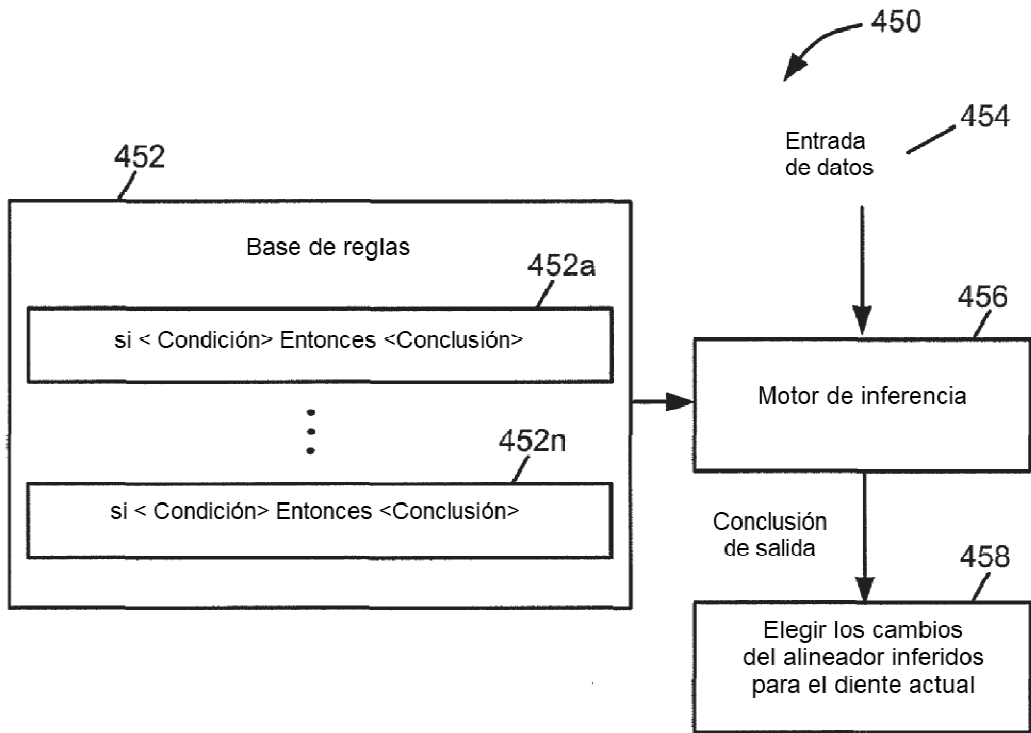 450
454
Entrada
de datos
452
Base de reglas
452a
si < Condición> Entonces <Conclusión>
452n
si < Condición> Entonces <Conclusión>
456
Motor de inferencia
Conclusión
de salida
458
Elegir los cambios
del alineador inferidos
para el diente actual